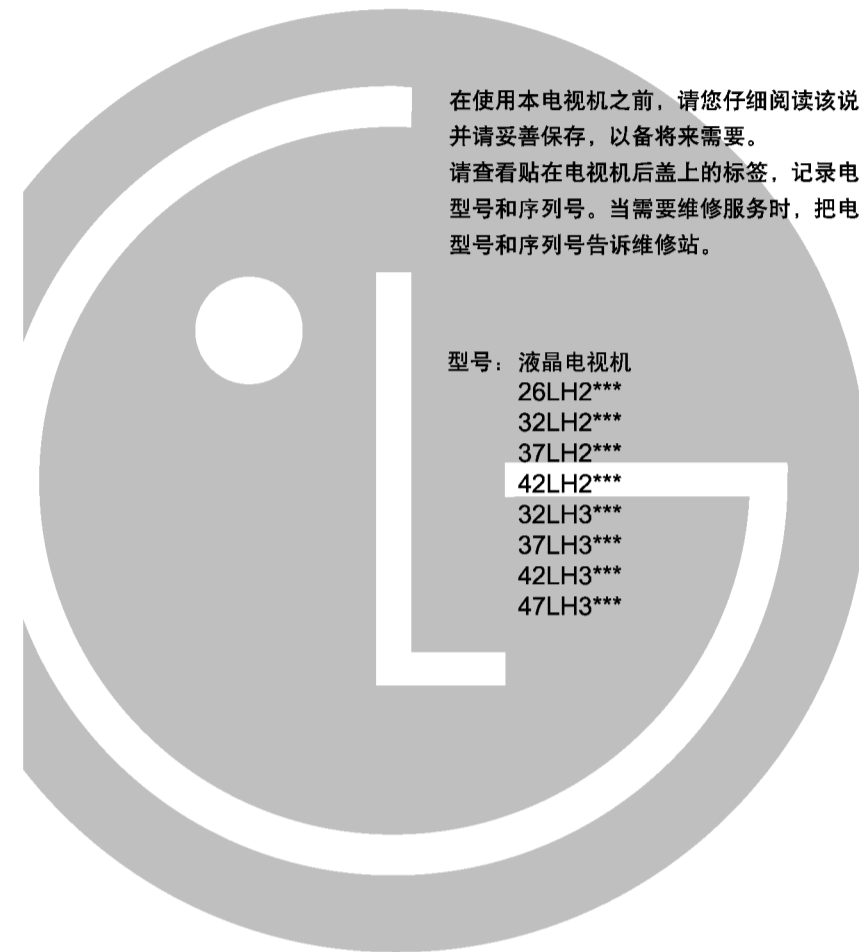 在使用本电视机之前，请您仔细阅读该说
并请妥善保存，以备将来需要。
请查看贴在电视机后盖上的标签，记录电
型号和序列号。当需要维修服务时，把电
型号和序列号告诉维修站。
型号：液晶电视机
26LH2***
32LH2***
37LH2***
42LH2***
32LH3***
37LH3***
42LH3***
47LH3***